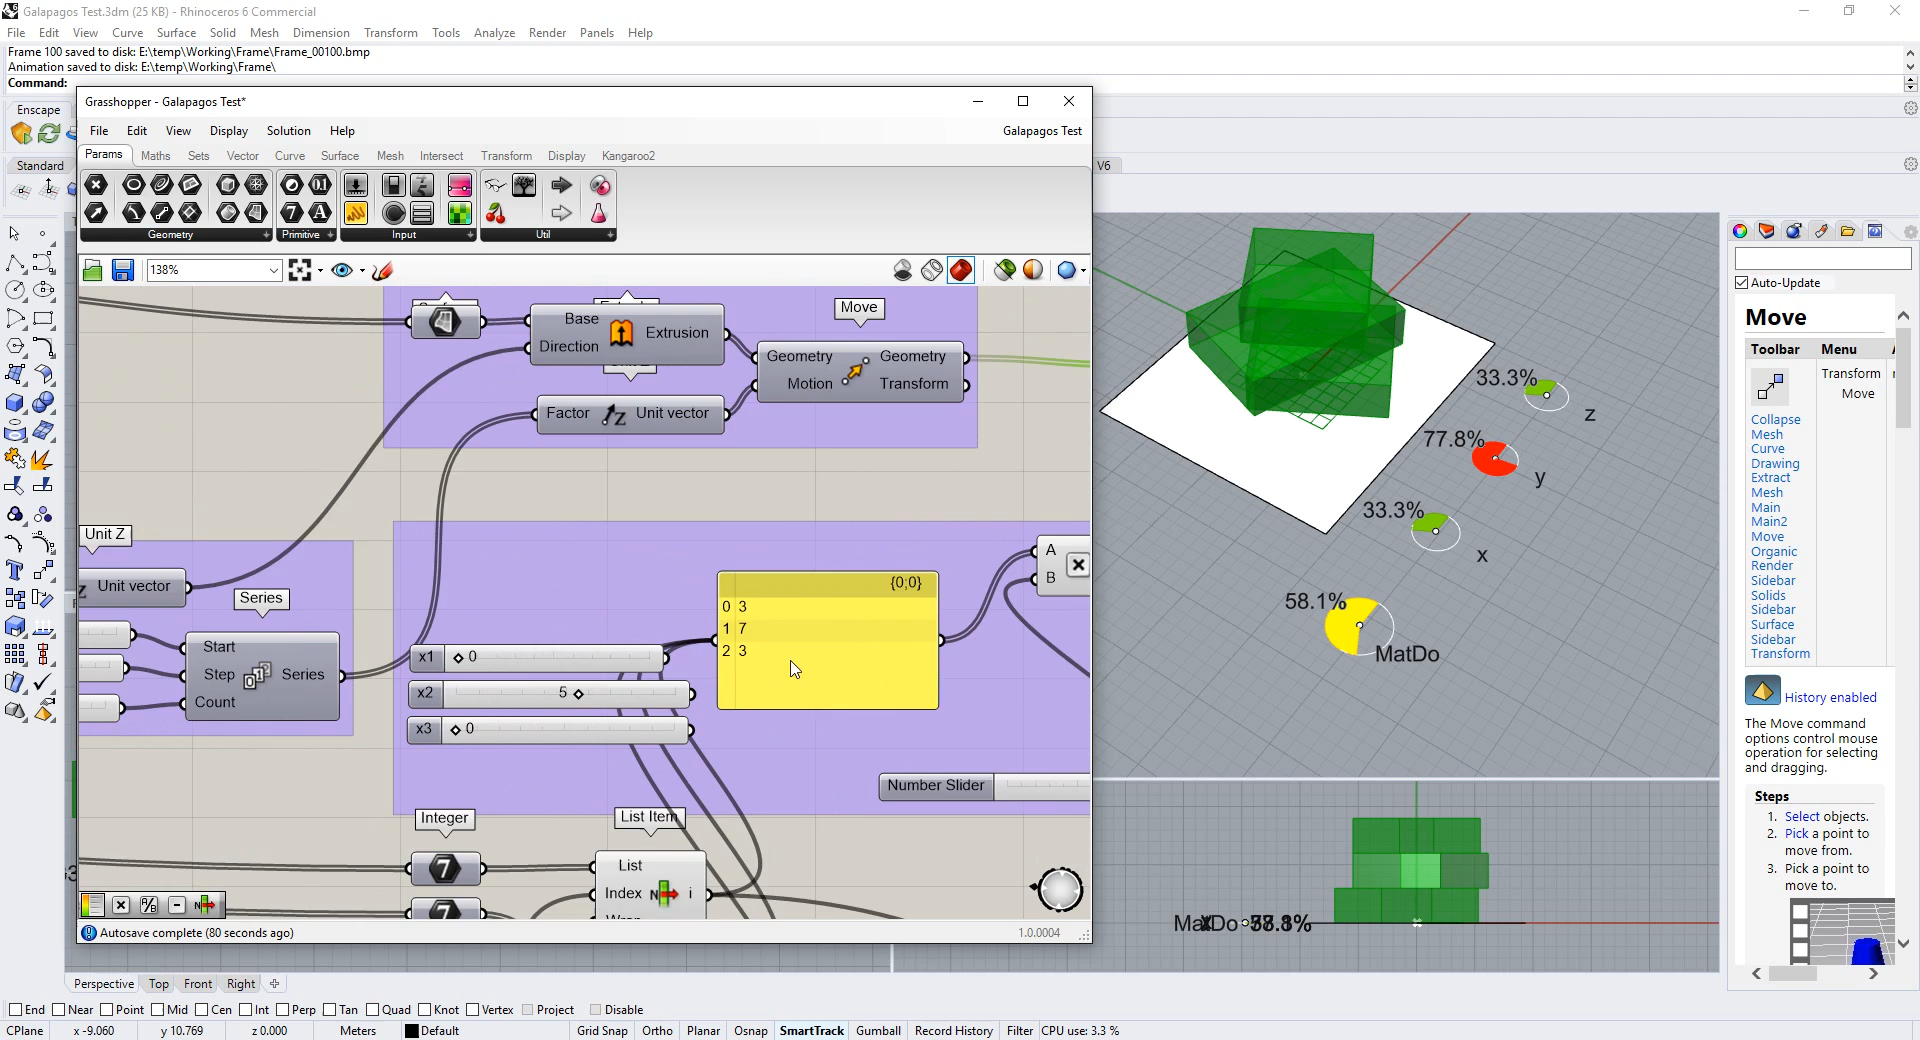 Galapagos Test.3dm (25 KB) - Rhinoceros 6 Commercial
File Edit View Curve Surface Solid Mesh Dimension Transform Tools Analyze Render Panels Help
Frame 100 saved to disk: E:\temp\Working\Frame\Frame_00100.bmp
Animation saved to disk: E:\temp\Working\Frame\
Command:
Enscape
Standard
V6
Grasshopper - Galapagos Test*
File Edit View Display Solution Help
Galapagos Test
Params Maths Sets Vector Curve Surface Mesh Intersect Transform Display Kangaroo2
Geometry Primitive Input Util
138%
Base
Direction
Extrusion
Move
Geometry
Motion
Geometry
Transform
Factor
Unit vector
Unit Z
Unit vector
Series
Start
Step
Count
Series
x1 0
x2 5
x3 0
{0;0}
0 3
1 7
2 3
A
B
Number Slider
Integer
List Item
List
Index
i
Autosave complete (80 seconds ago)
1.0.0004
33.3%
z
77.8%
y
33.3%
x
58.1%
MatDo
Auto-Update
Move
Toolbar Menu
Transform
Move
Collapse
Mesh
Curve
Drawing
Extract
Mesh
Main
Main2
Move
Organic
Render
Sidebar
Solids
Sidebar
Surface
Sidebar
Transform
History enabled
The Move command
options control mouse
operation for selecting
and dragging.
Steps
1. Select objects.
2. Pick a point to
move from.
3. Pick a point to
move to.
Perspective Top Front Right
End Near Point Mid Cen Int Perp Tan Quad Knot Vertex Project Disable
CPlane x -9.060 y 10.769 z 0.000 Meters Default Grid Snap Ortho Planar Osnap SmartTrack Gumball Record History Filter CPU use: 3.3 %